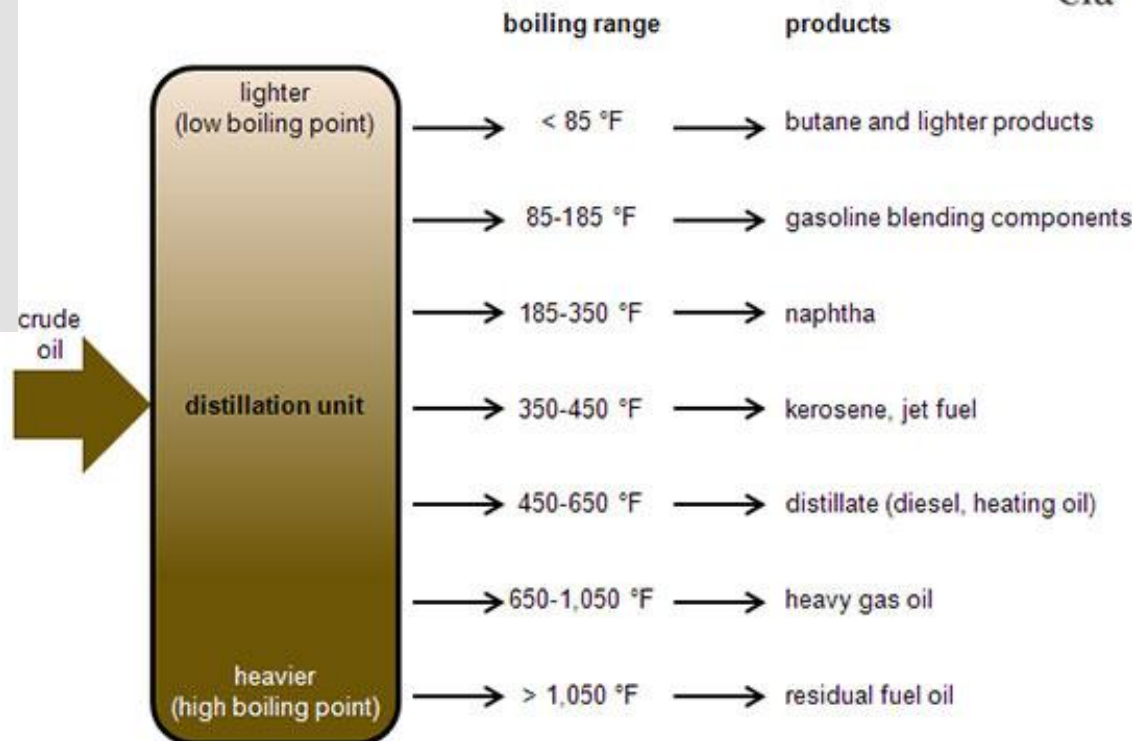 boiling range products
lighter
(low boiling point)
< 85 °F butane and lighter products
85-185 °F gasoline blending components
185-350 °F naphtha
crude
oil
distillation unit
350-450 °F kerosene, jet fuel
450-650 °F distillate (diesel, heating oil)
650-1,050 °F heavy gas oil
heavier
(high boiling point)
> 1,050 °F residual fuel oil